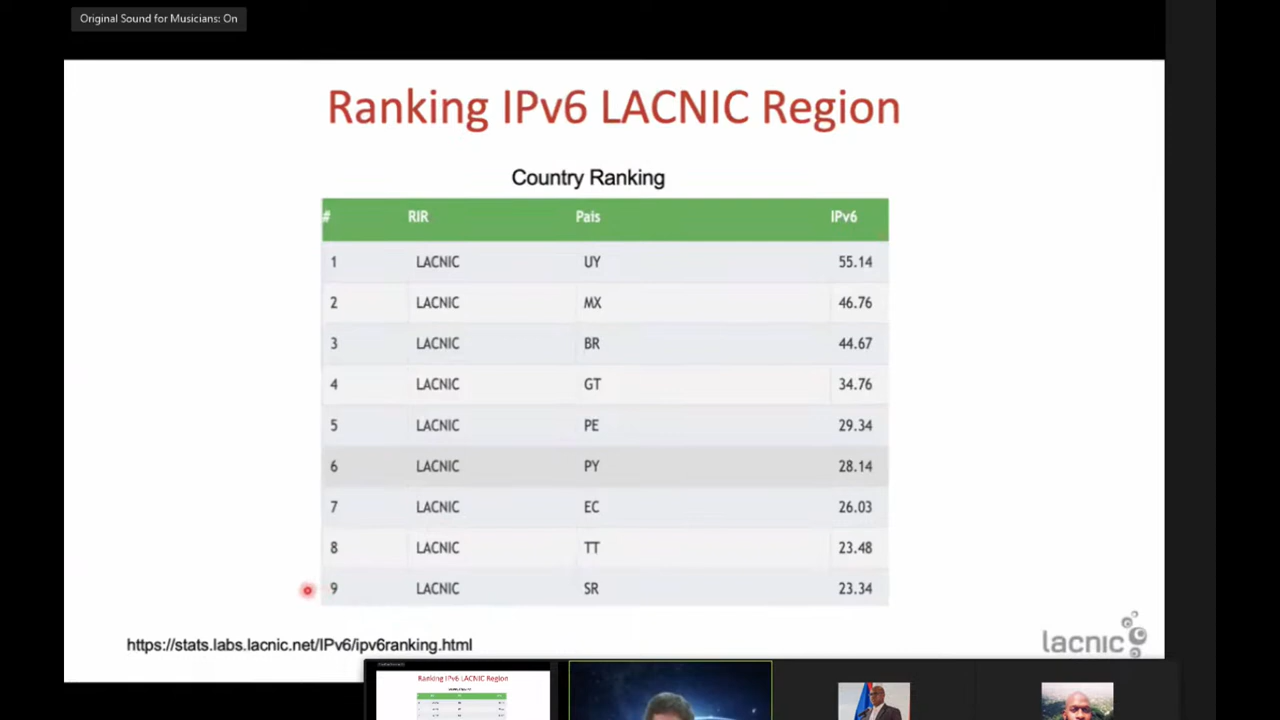 Original Sound for Musicians: On
Ranking IPv6 LACNIC Region
Country Ranking
# RIR Pais IPv6
1 LACNIC UY 55.14
2 LACNIC MX 46.76
3 LACNIC BR 44.67
4 LACNIC GT 34.76
5 LACNIC PE 29.34
6 LACNIC PY 28.14
7 LACNIC EC 26.03
8 LACNIC TT 23.48
9 LACNIC SR 23.34
https://stats.labs.lacnic.net/IPv6/ipv6ranking.html
lacnic
Ranking IPv6 LACNIC Region